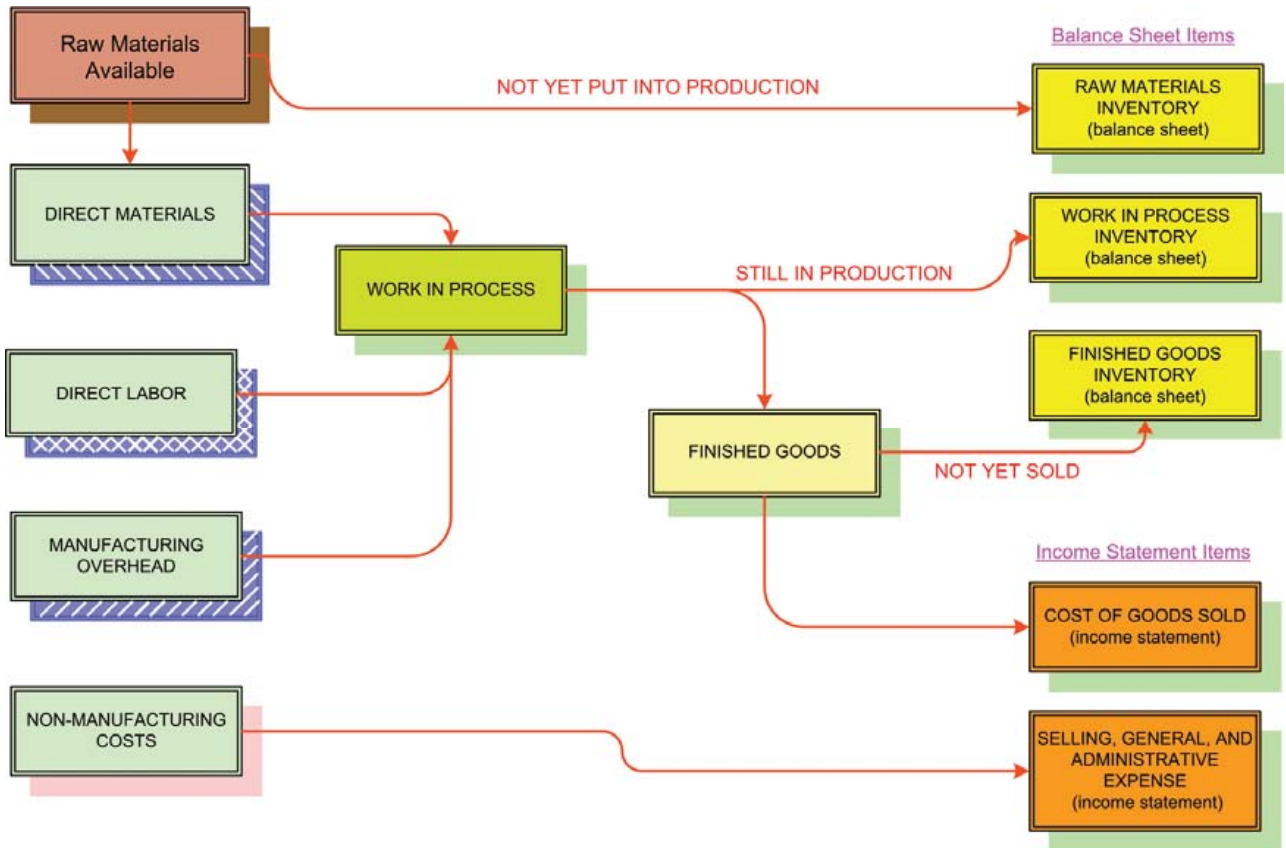 Raw Materials
Available
Balance Sheet Items
NOT YET PUT INTO PRODUCTION
RAW MATERIALS
INVENTORY
(balance sheet)
DIRECT MATERIALS
WORK IN PROCESS
INVENTORY
(balance sheet)
WORK IN PROCESS
STILL IN PRODUCTION
DIRECT LABOR
FINISHED GOODS
INVENTORY
(balance sheet)
FINISHED GOODS
NOT YET SOLD
MANUFACTURING
OVERHEAD
Income Statement Items
COST OF GOODS SOLD
(income statement)
NON-MANUFACTURING
COSTS
SELLING, GENERAL, AND
ADMINISTRATIVE
EXPENSE
(income statement)